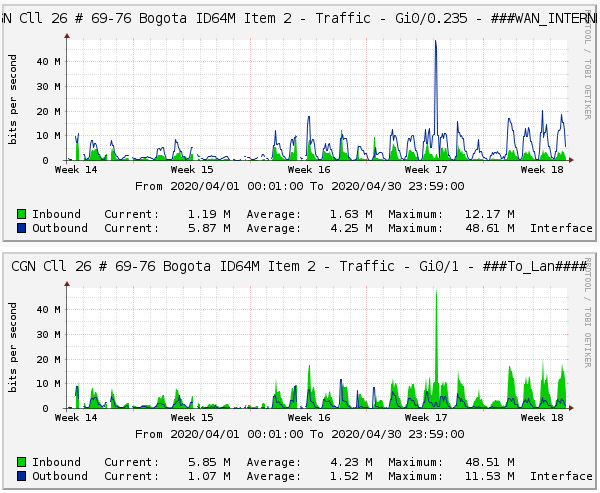 GN Cll 26 # 69-76 Bogota ID64M Item 2 - Traffic - Gi0/0.235 - ###WAN_INTERN
RRDTOOL / TOBI OETIKER
bits per second
40 M
30 M
20 M
10 M
0
Week 14 Week 15 Week 16 Week 17 Week 18
From 2020/04/01 00:01:00 To 2020/04/30 23:59:00
Inbound Current: 1.19 M Average: 1.63 M Maximum: 12.17 M
Outbound Current: 5.87 M Average: 4.25 M Maximum: 48.61 M Interface
CGN Cll 26 # 69-76 Bogota ID64M Item 2 - Traffic - Gi0/1 - ###To_Lan####
RRDTOOL / TOBI OETIKER
bits per second
40 M
30 M
20 M
10 M
0
Week 14 Week 15 Week 16 Week 17 Week 18
From 2020/04/01 00:01:00 To 2020/04/30 23:59:00
Inbound Current: 5.85 M Average: 4.23 M Maximum: 48.51 M
Outbound Current: 1.07 M Average: 1.52 M Maximum: 11.53 M Interface